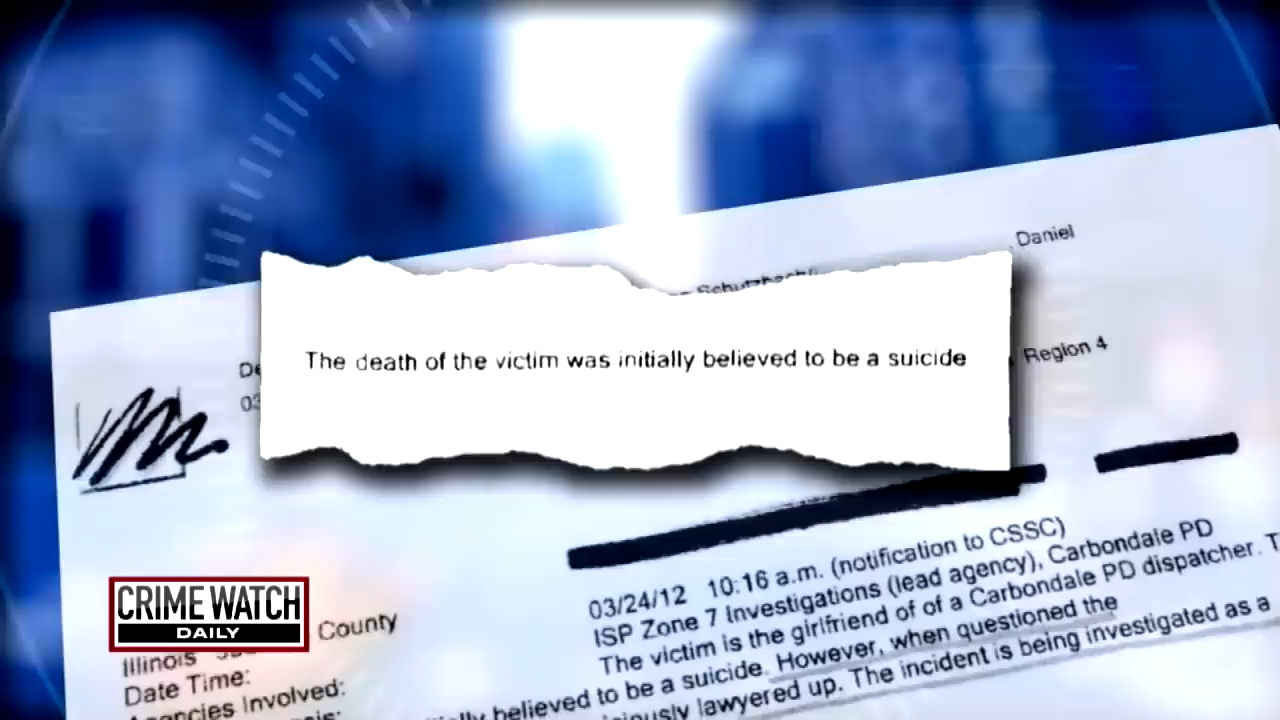 Daniel
The death of the victim was initially believed to be a suicide
Region 4
03/24/12 10:16 a.m. (notification to CSSC)
ISP Zone 7 Investigations (lead agency), Carbondale PD
The victim is the girlfriend of of a Carbondale PD dispatcher.
believed to be a suicide. However, when questioned the
lawyered up. The incident is being investigated as a
CRIME WATCH
DAILY
County
Illinois
Date Time:
Agencies Involved: